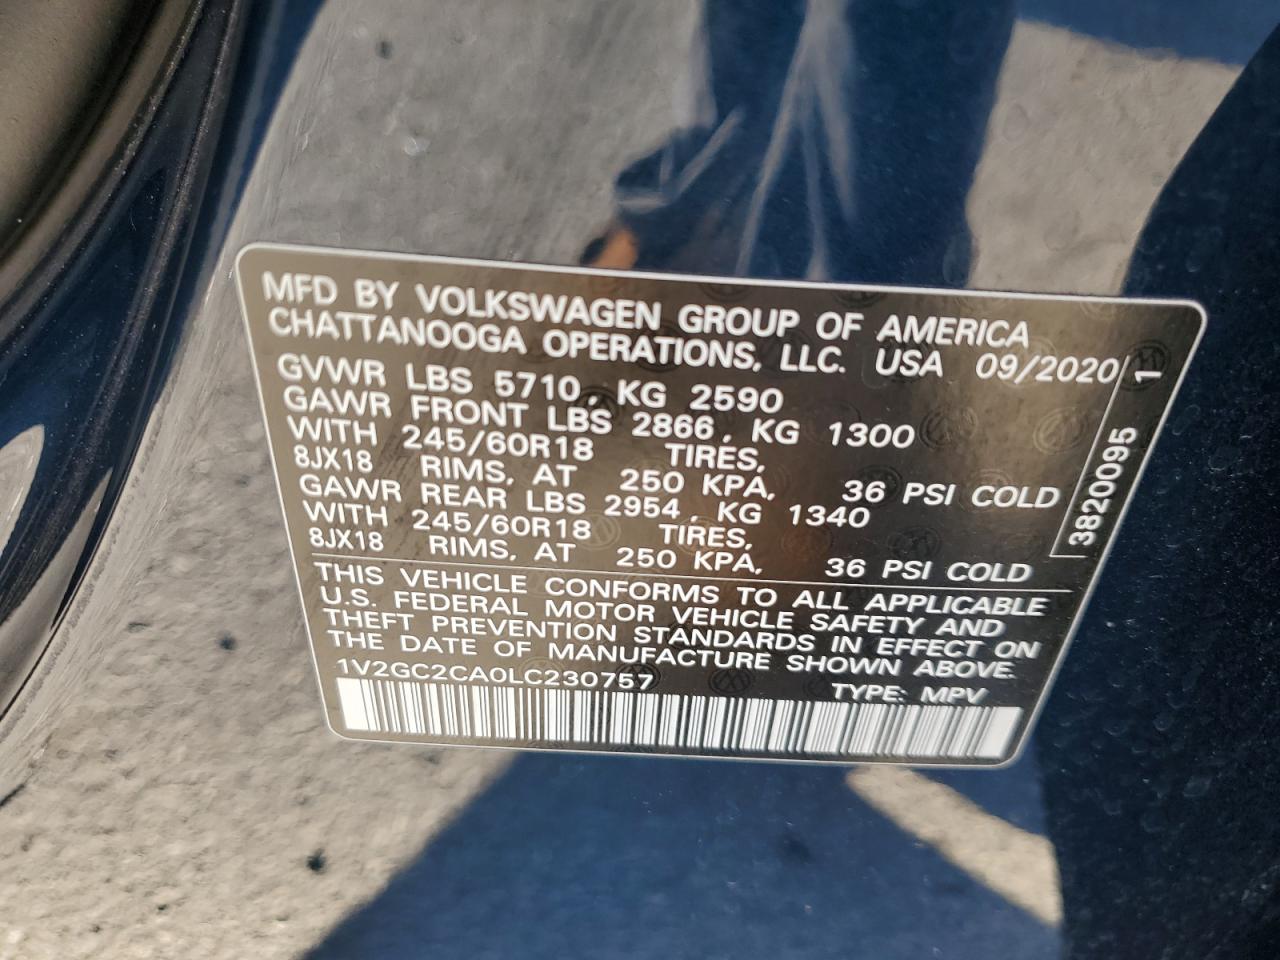 MFD BY VOLKSWAGEN GROUP OF AMERICA
CHATTANOOGA OPERATIONS, LLC. USA 09/2020
GVWR LBS 5710, KG 2590
GAWR FRONT LBS 2866, KG 1300
WITH 245/60R18 TIRES,
8JX18 RIMS, AT 250 KPA, 36 PSI COLD
GAWR REAR LBS 2954, KG 1340
WITH 245/60R18 TIRES,
8JX18 RIMS, AT 250 KPA, 36 PSI COLD
3820095 1
THIS VEHICLE CONFORMS TO ALL APPLICABLE
U.S. FEDERAL MOTOR VEHICLE SAFETY AND
THEFT PREVENTION STANDARDS IN EFFECT ON
THE DATE OF MANUFACTURE SHOWN ABOVE.
1V2GC2CA0LC230757 TYPE: MPV